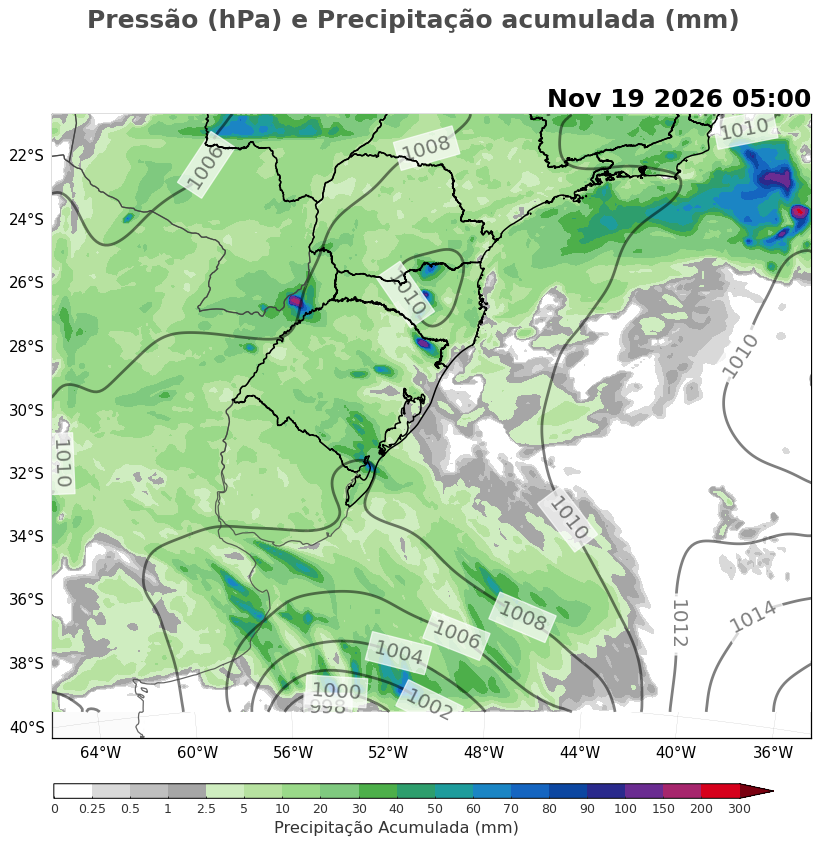 Pressão (hPa) e Precipitação acumulada (mm)
Nov 19 2026 05:00
1010
1008
1006
22°S
24°S
26°S
1010
28°S
1010
30°S
1010
32°S
1010
34°S
36°S
1008
1012
1014
1006
38°S
1004
1000
1002
998
40°S
64°W 60°W 56°W 52°W 48°W 44°W 40°W 36°W
0 0.25 0.5 1 2.5 5 10 20 30 40 50 60 70 80 90 100 150 200 300
Precipitação Acumulada (mm)